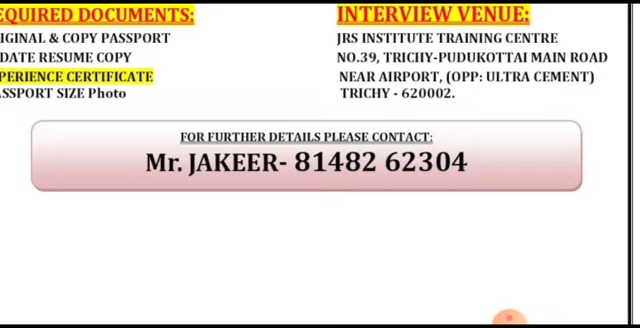 EQUIRED DOCUMENTS:
IGINAL & COPY PASSPORT
DATE RESUME COPY
PERIENCE CERTIFICATE
ASSPORT SIZE Photo
INTERVIEW VENUE:
JRS INSTITUTE TRAINING CENTRE
NO.39, TRICHY-PUDUKOTTAI MAIN ROAD
NEAR AIRPORT, (OPP: ULTRA CEMENT)
TRICHY - 620002.
FOR FURTHER DETAILS PLEASE CONTACT:
Mr. JAKEER- 81482 62304